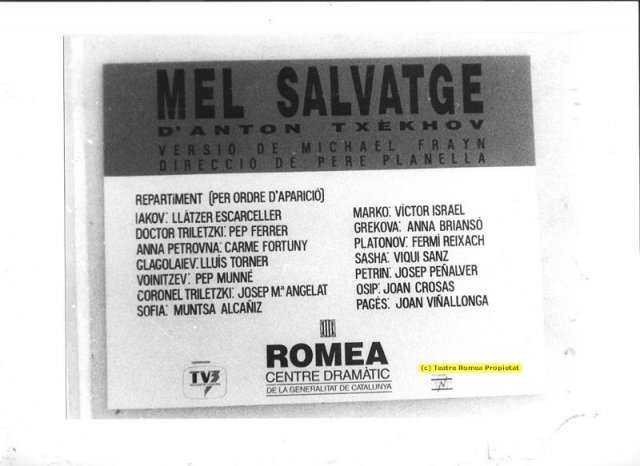 MEL SALVATGE
D'ANTON TXÈKHOV
VERSIÓ DE MICHAEL FRAYN
DIRECCIÓ DE PERE PLANELLA
REPARTIMENT (PER ORDRE D'APARICIÓ)
IAKOV: LLÀTZER ESCARCELLER
DOCTOR TRILETZKI: PEP FERRER
ANNA PETROVNA: CARME FORTUNY
GLAGOLAIEV: LLUÍS TORNER
VOINITZEV: PEP MUNNÉ
CORONEL TRILETZKI: JOSEP Mª ANGELAT
SOFIA: MUNTSA ALCAÑIZ
MARKO: VÍCTOR ISRAEL
GREKOVA: ANNA BRIANSÓ
PLATONOV: FERMÍ REIXACH
SASHA: VIQUI SANZ
PETRIN: JOSEP PEÑALVER
OSIP: JOAN CROSAS
PAGÈS: JOAN VIÑALLONGA
TV3
ROMEA
CENTRE DRAMÀTIC
DE LA GENERALITAT DE CATALUNYA
(c) Teatre Romea Propietat